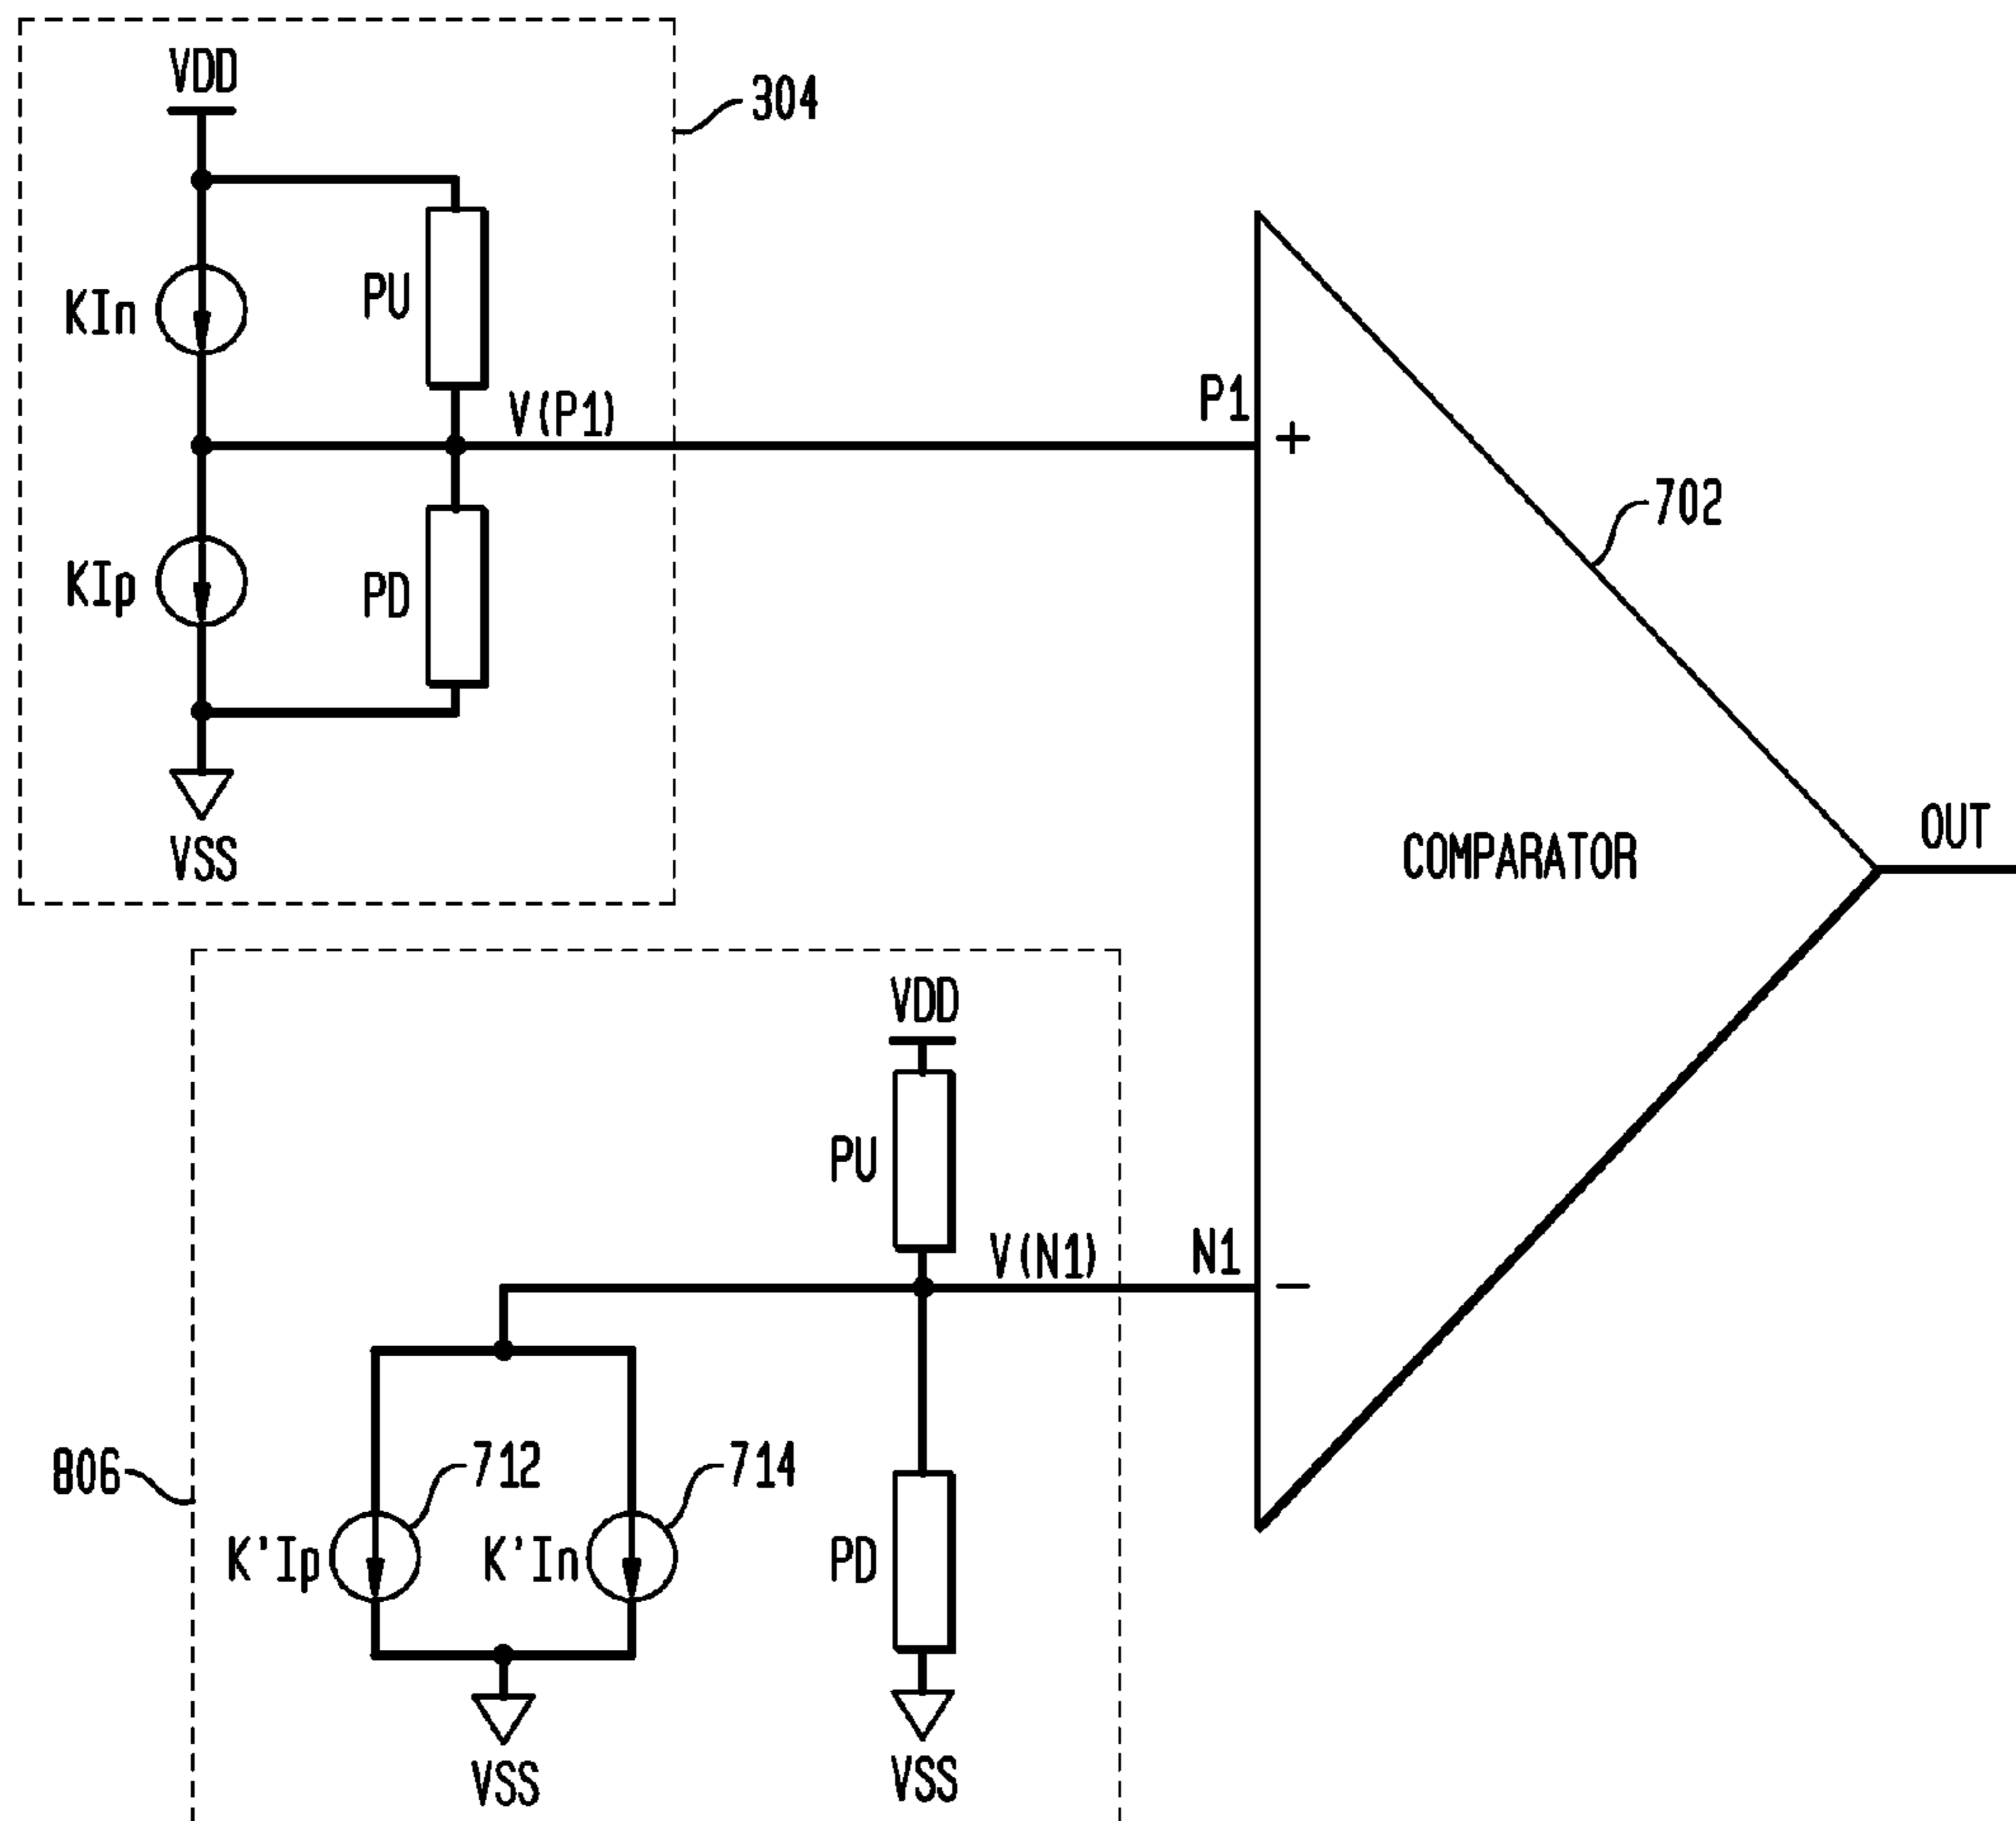 VDD
304
KIn
PU
V(P1)
P1
+
702
KIp
PD
VSS
COMPARATOR
OUT
VDD
PU
V(N1)
N1
−
806
712
714
K'Ip
K'In
PD
VSS
VSS